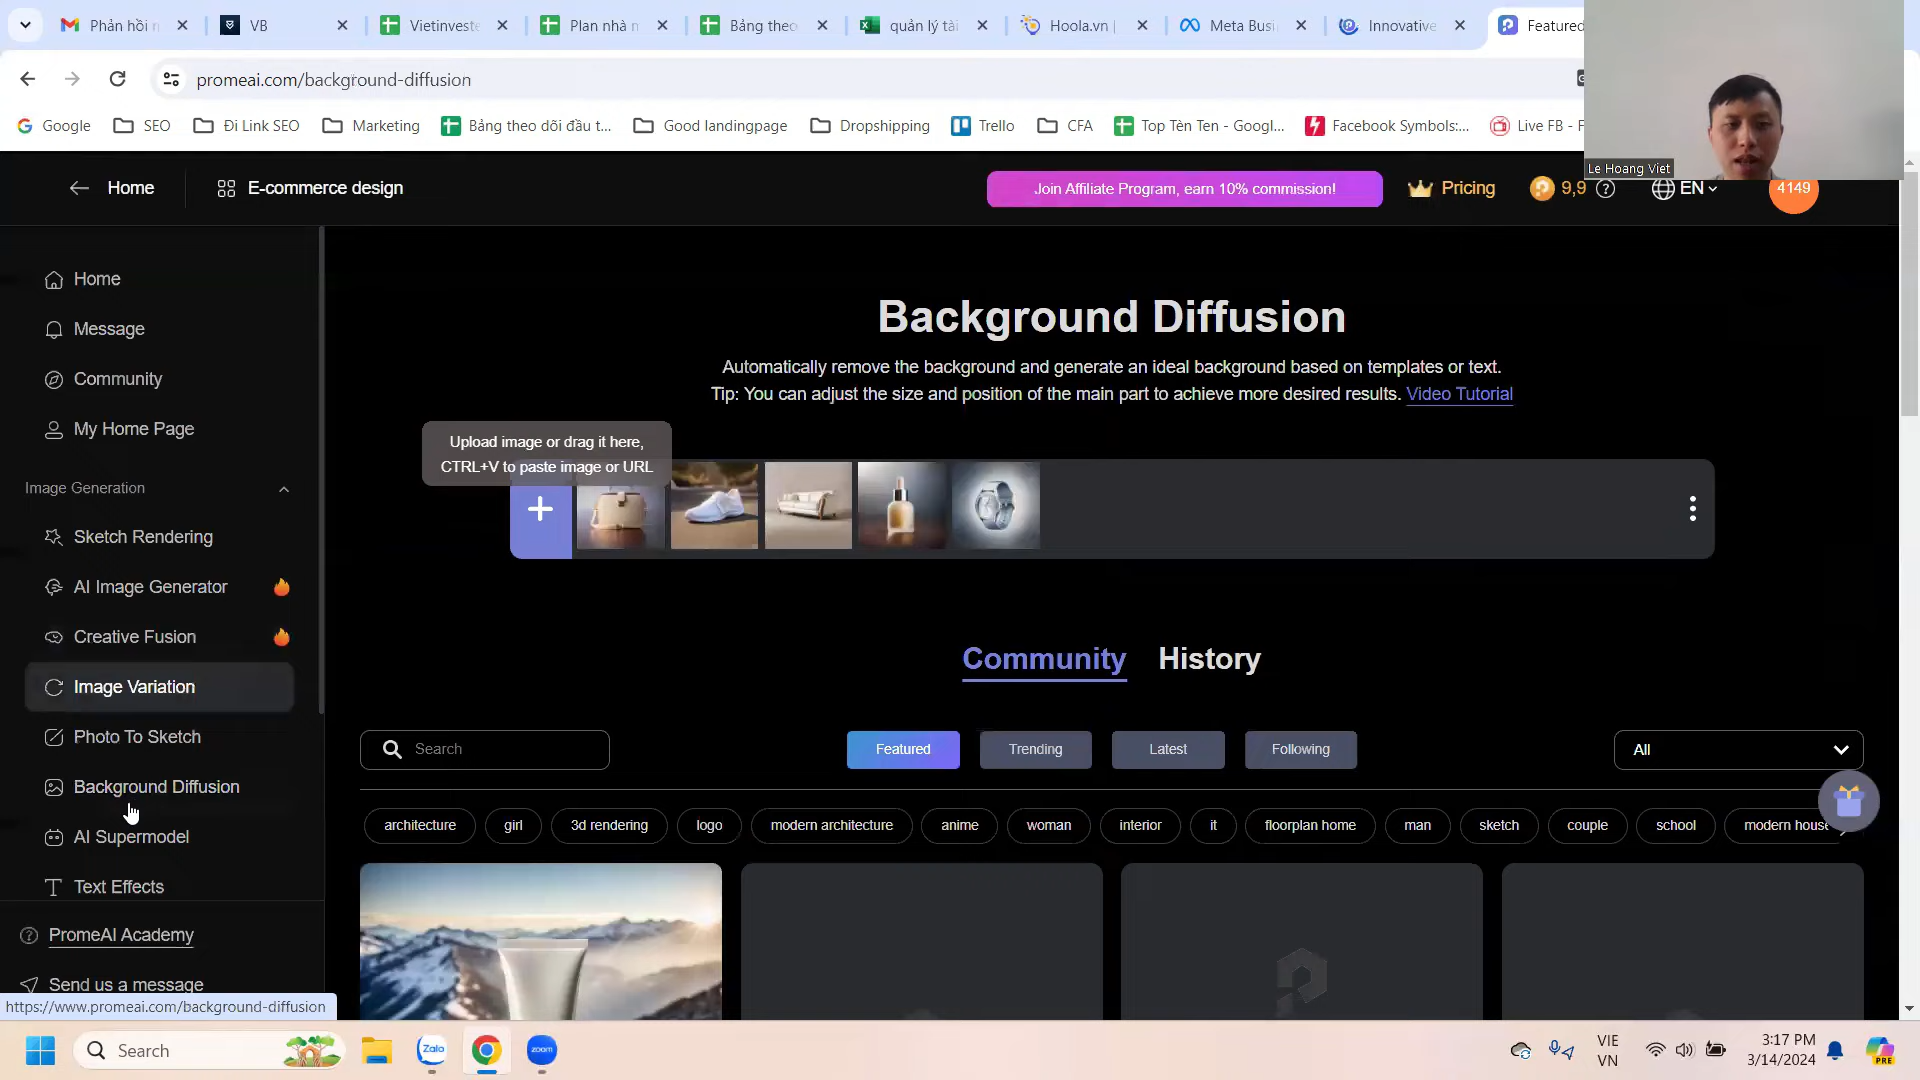 Phản hồi n
VB
Vietinveste
Plan nhà m
Bảng theo
quản lý tài
Hoola.vn |
Meta Busi
Innovative
Featured
promeai.com/background-diffusion
Google
SEO
Đi Link SEO
Marketing
Bảng theo dõi đầu t...
Good landingpage
Dropshipping
Trello
CFA
Top Tên Ten - Googl...
Facebook Symbols:...
Live FB - F
Le Hoang Viet
Home
E-commerce design
Join Affiliate Program, earn 10% commission!
Pricing
9,9
EN
4149
Home
Message
Community
My Home Page
Image Generation
Sketch Rendering
AI Image Generator
Creative Fusion
Image Variation
Photo To Sketch
Background Diffusion
AI Supermodel
Text Effects
PromeAI Academy
Send us a message
https://www.promeai.com/background-diffusion
Background Diffusion
Automatically remove the background and generate an ideal background based on templates or text.
Tip: You can adjust the size and position of the main part to achieve more desired results. Video Tutorial
Upload image or drag it here,
CTRL+V to paste image or URL
Community
History
Search
Featured
Trending
Latest
Following
All
architecture
girl
3d rendering
logo
modern architecture
anime
woman
interior
it
floorplan home
man
sketch
couple
school
modern house
Search
Zalo
zoom
VIE
VN
3:17 PM
3/14/2024
PRE